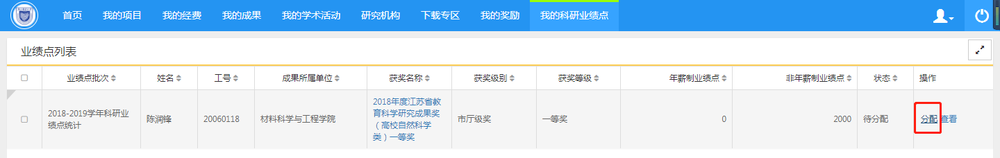 首页 我的项目 我的经费 我的成果 我的学术活动 研究机构 下载专区 我的奖励 我的科研业绩点
业绩点列表
业绩点批次 姓名 工号 成果所属单位 获奖名称 获奖级别 获奖等级 年薪制业绩点 非年薪制业绩点 状态 操作
2018-2019学年科研业
绩点统计
陈润锋
20060118
材料科学与工程学院
2018年度江苏省教
育科学研究成果奖
（高校自然科学
类）一等奖
市厅级奖
一等奖
0
2000
待分配
分配 查看